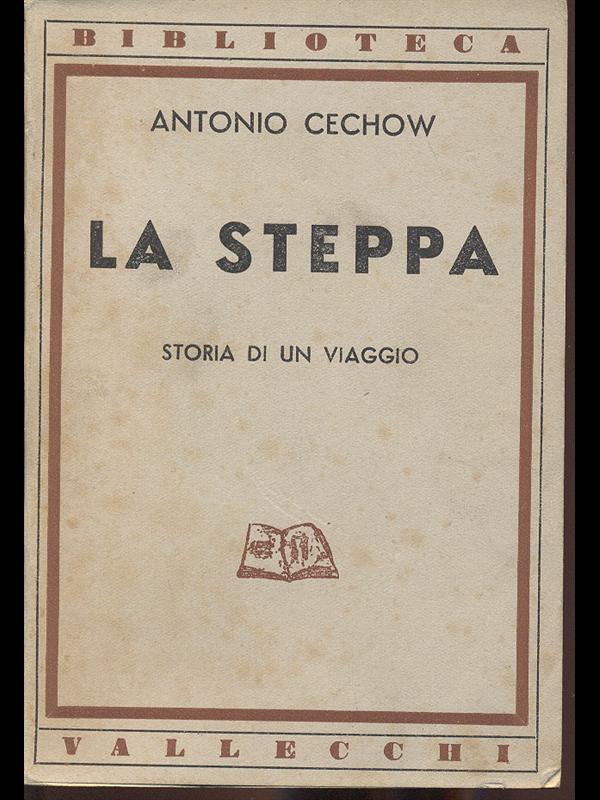 BIBLIOTECA
ANTONIO CECHOW
LA STEPPA
STORIA DI UN VIAGGIO
VALLECCHI